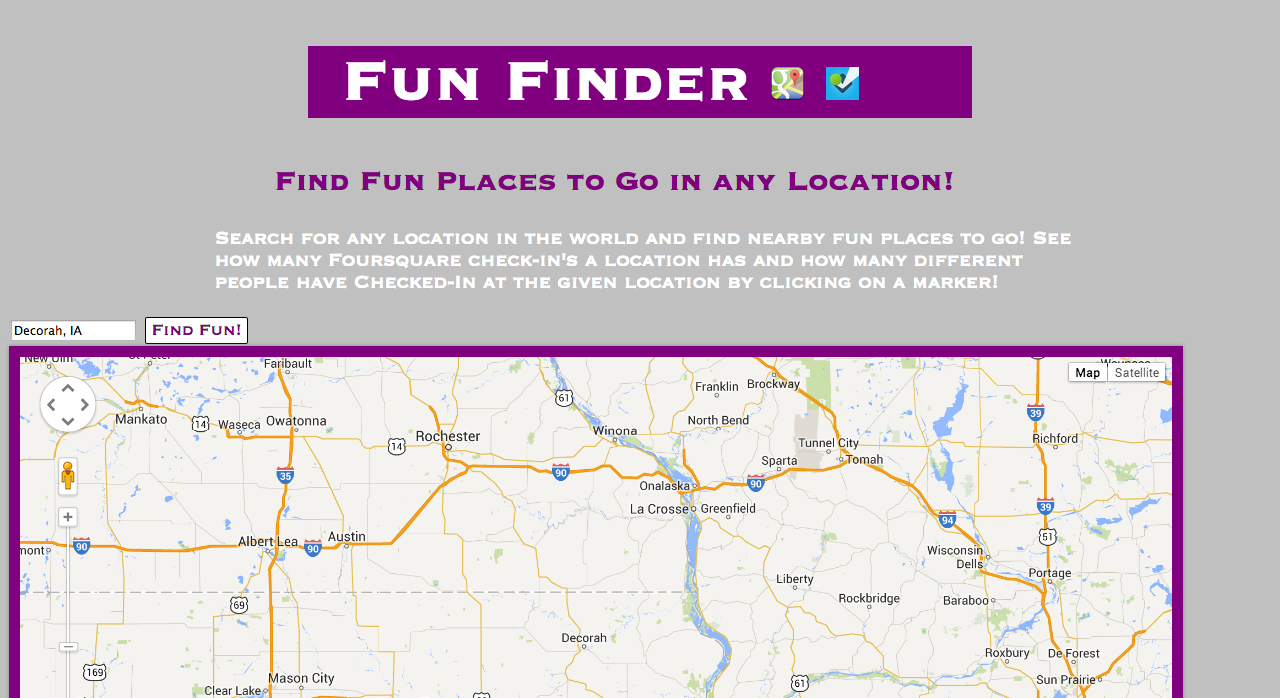 Fun Finder
Find Fun Places to Go in any Location!
Search for any location in the world and find nearby fun places to go! See
how many Foursquare check-in's a location has and how many different
people have Checked-In at the given location by clicking on a marker!
Decorah, IA
Find Fun!
Faribault
Map
Satellite
Franklin
Brockway
61
39
Mankato
14
Waseca
Owatonna
North Bend
Winona
Rochester
14
Tunnel City
Richford
Sparta
Tomah
35
90
Onalaska
90
La Crosse
Greenfield
39
94
51
Albert Lea
Austin
90
90
Wisconsin
Dells
Liberty
Portage
Rockbridge
Baraboo
69
Decorah
Roxbury
De Forest
169
Mason City
Sun Prairie
61
Clear Lake